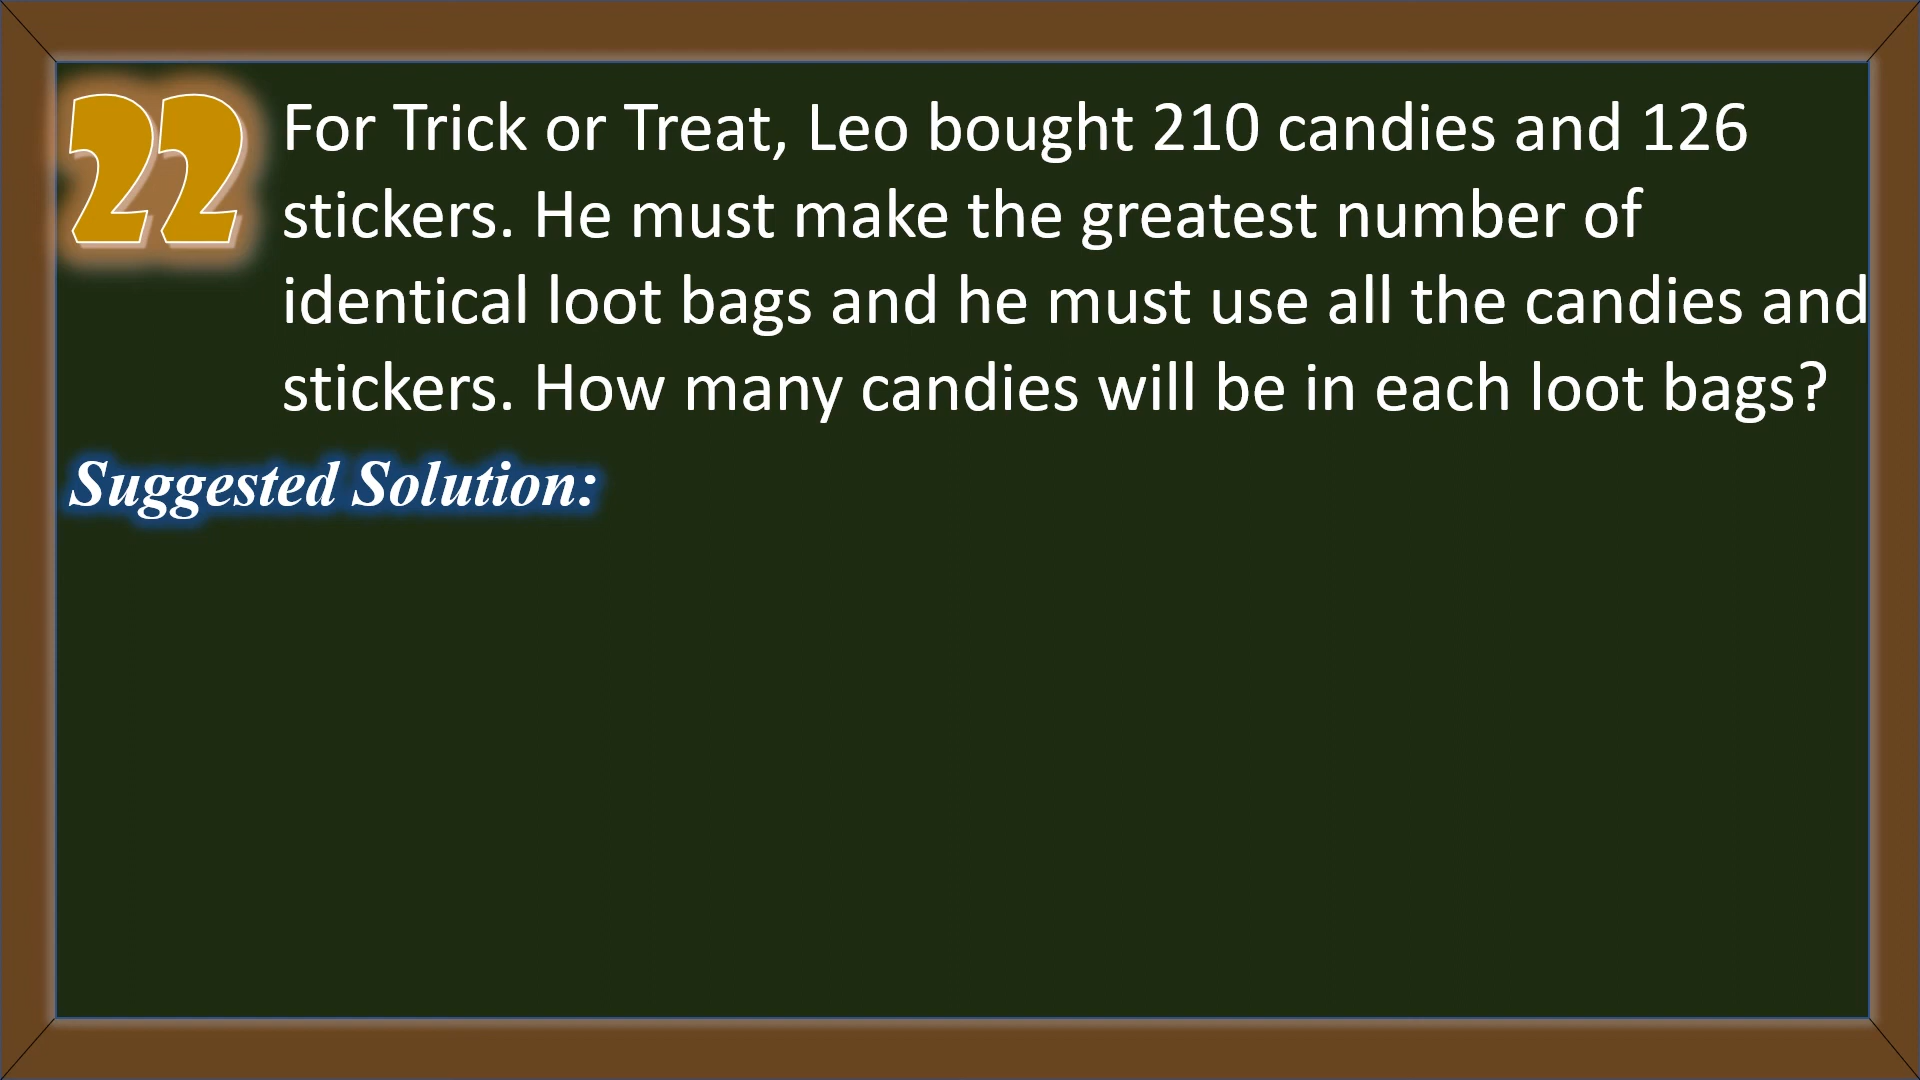 22
For Trick or Treat, Leo bought 210 candies and 126
stickers. He must make the greatest number of
identical loot bags and he must use all the candies and
stickers. How many candies will be in each loot bags?
Suggested Solution: